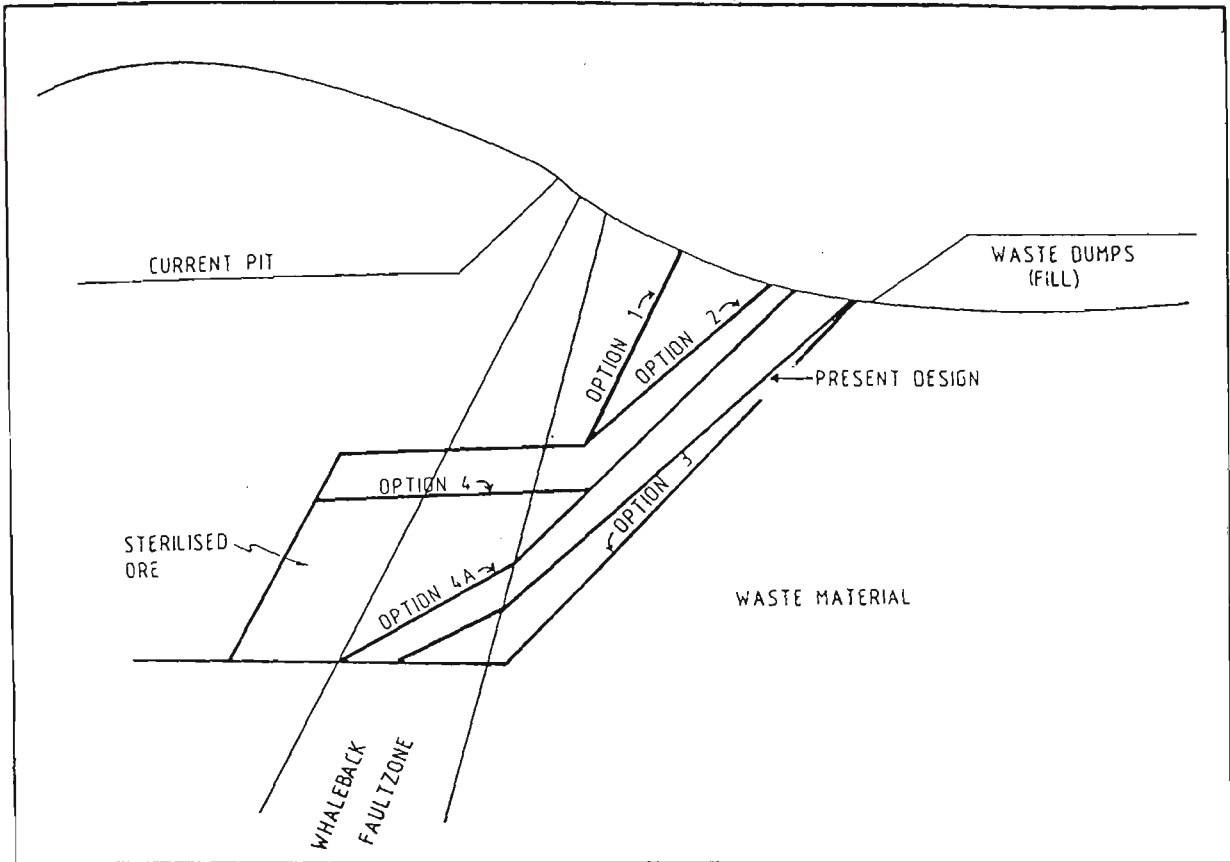 CURRENT PIT
WASTE DUMPS
(FILL)
OPTION 1
OPTION 2
PRESENT DESIGN
OPTION 3
OPTION 4
STERILISED
ORE
OPTION 4A
WASTE MATERIAL
WHALEBACK
FAULTZONE